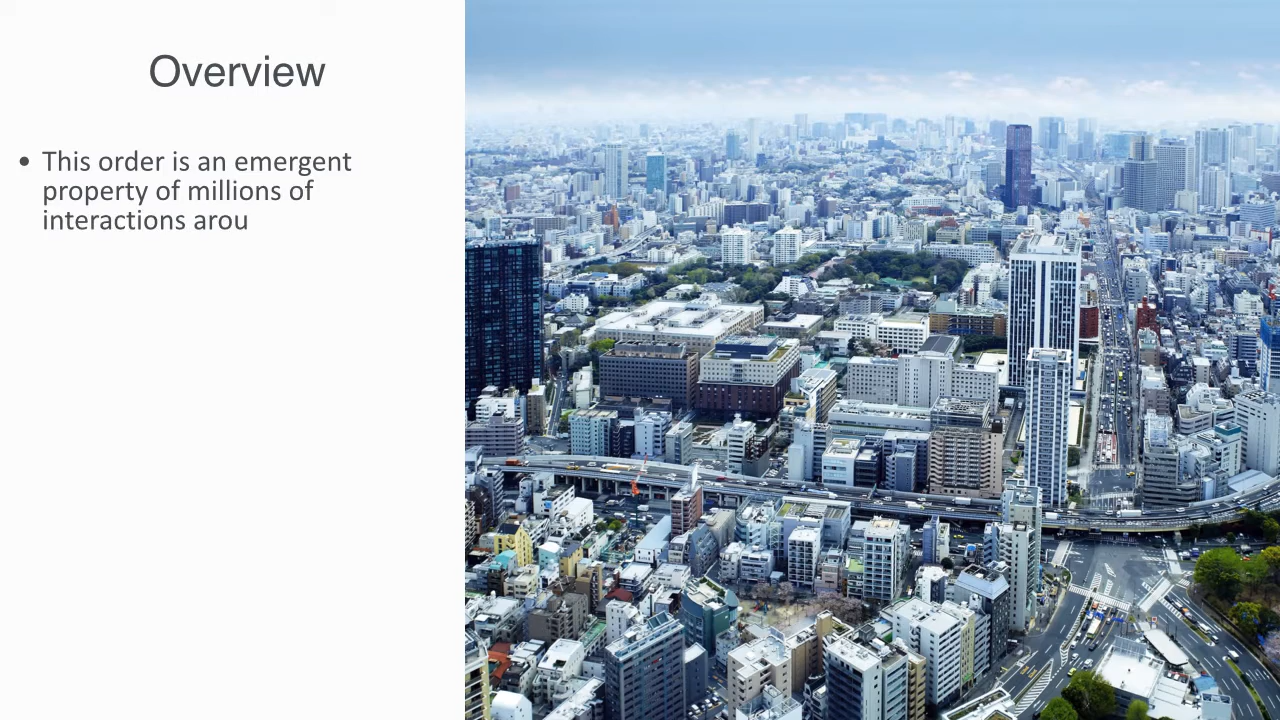 Overview
• This order is an emergent
property of millions of
interactions arou